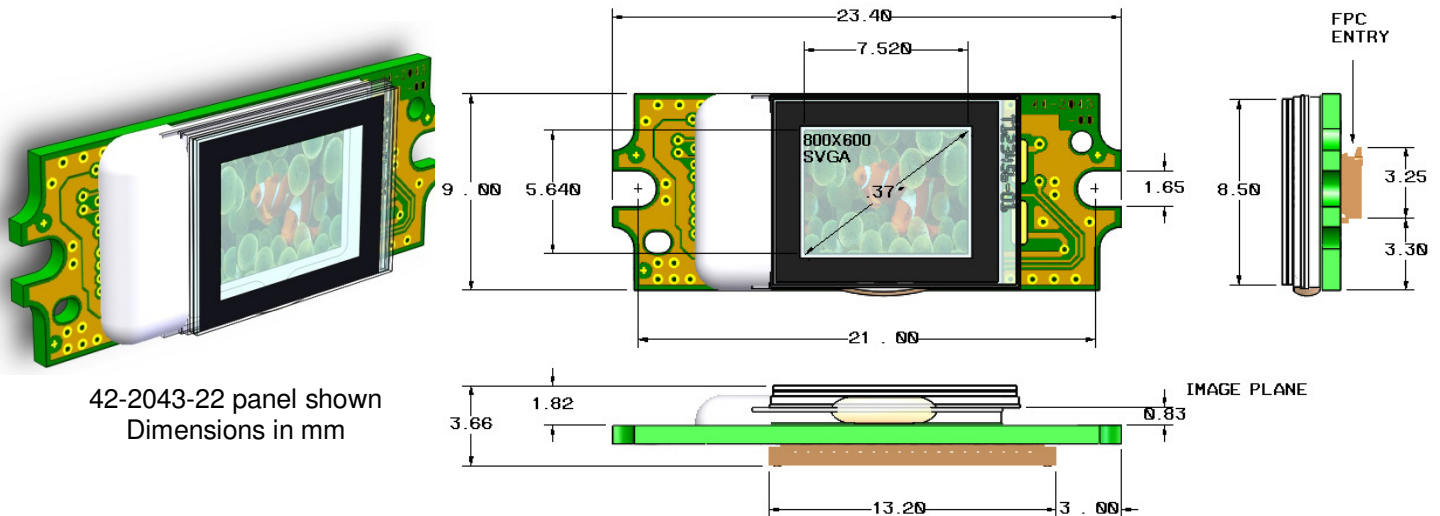 23.40
7.520
FPC
ENTRY
800X600
SVGA
.37"
9 . 00
5.640
1.65
8.50
3.25
3.30
21 . 00
42-2043-22 panel shown
Dimensions in mm
3.66
1.82
IMAGE PLANE
0.83
13.20
3 . 00